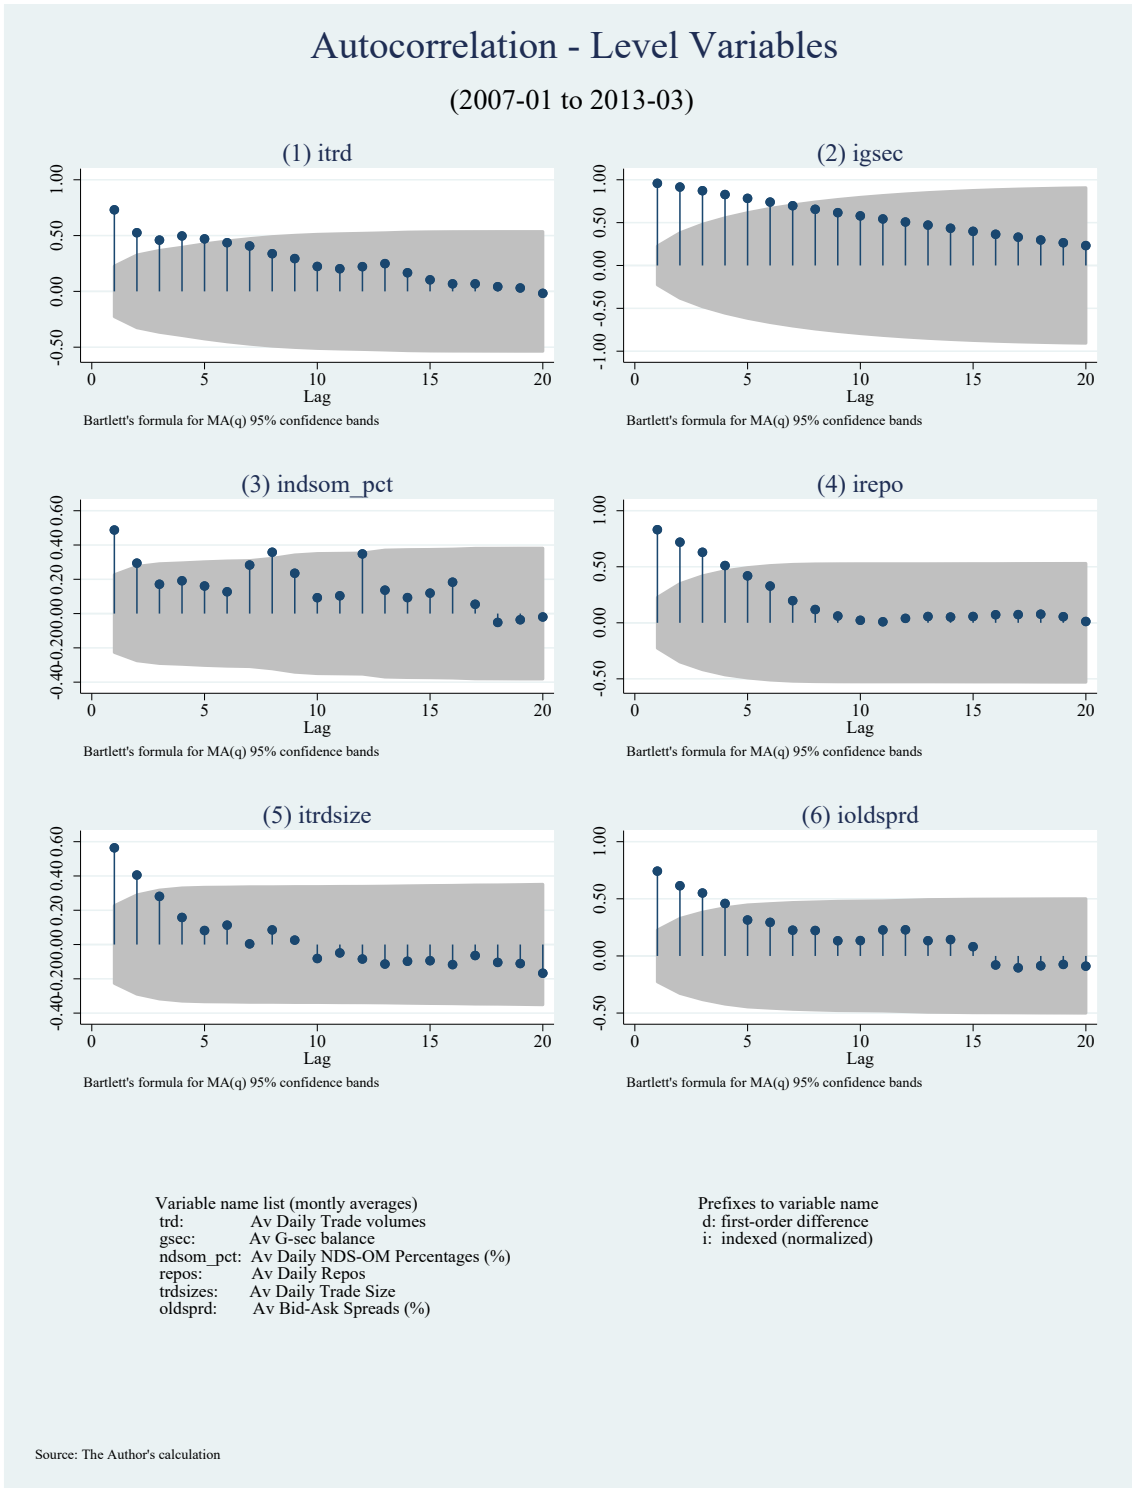 Autocorrelation - Level Variables
(2007-01 to 2013-03)
(1) itrd
1.00
0.50
0.00
-0.50
0 5 10 15 20
Lag
Bartlett's formula for MA(q) 95% confidence bands
(2) igsec
1.00
0.50
0.00
-0.50
-1.00
0 5 10 15 20
Lag
Bartlett's formula for MA(q) 95% confidence bands
(3) indsom_pct
0.60
0.40
0.20
0.00
-0.20
-0.40
0 5 10 15 20
Lag
Bartlett's formula for MA(q) 95% confidence bands
(4) irepo
1.00
0.50
0.00
-0.50
0 5 10 15 20
Lag
Bartlett's formula for MA(q) 95% confidence bands
(5) itrdsize
0.60
0.40
0.20
0.00
-0.20
-0.40
0 5 10 15 20
Lag
Bartlett's formula for MA(q) 95% confidence bands
(6) ioldsprd
1.00
0.50
0.00
-0.50
0 5 10 15 20
Lag
Bartlett's formula for MA(q) 95% confidence bands
Variable name list (montly averages)
trd: Av Daily Trade volumes
gsec: Av G-sec balance
ndsom_pct: Av Daily NDS-OM Percentages (%)
repos: Av Daily Repos
trdsizes: Av Daily Trade Size
oldsprd: Av Bid-Ask Spreads (%)
Prefixes to variable name
d: first-order difference
i: indexed (normalized)
Source: The Author's calculation